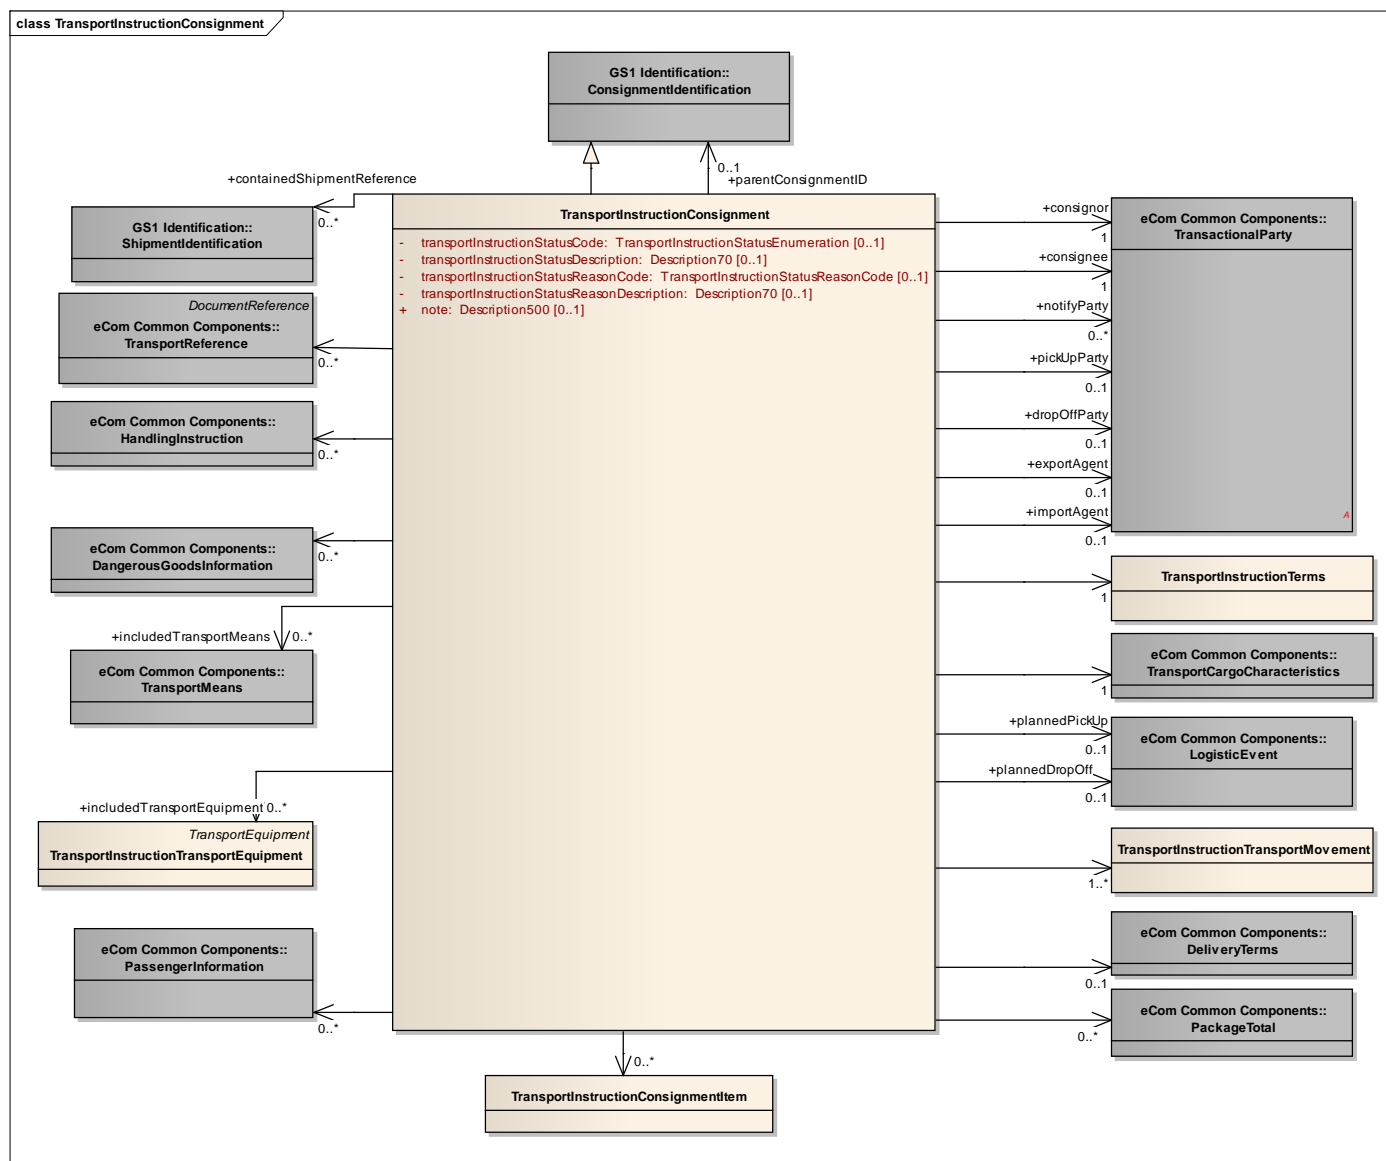 class TransportInstructionConsignment
GS1 Identification::
ConsignmentIdentification
0..1
+parentConsignmentID
+containedShipmentReference
0..*
GS1 Identification::
ShipmentIdentification
DocumentReference
eCom Common Components::
TransportReference
0..*
eCom Common Components::
HandlingInstruction
0..*
eCom Common Components::
DangerousGoodsInformation
0..*
+includedTransportMeans
0..*
eCom Common Components::
TransportMeans
+includedTransportEquipment
0..*
TransportEquipment
TransportInstructionTransportEquipment
eCom Common Components::
PassengerInformation
0..*
TransportInstructionConsignment
- transportInstructionStatusCode: TransportInstructionStatusEnumeration [0..1]
- transportInstructionStatusDescription: Description70 [0..1]
- transportInstructionStatusReasonCode: TransportInstructionStatusReasonCode [0..1]
- transportInstructionStatusReasonDescription: Description70 [0..1]
+ note: Description500 [0..1]
0..*
TransportInstructionConsignmentItem
+consignor
1
+consignee
1
+notifyParty
0..*
+pickUpParty
0..1
+dropOffParty
0..1
+exportAgent
0..1
+importAgent
0..1
eCom Common Components::
TransactionalParty
A
TransportInstructionTerms
1
eCom Common Components::
TransportCargoCharacteristics
1
+plannedPickUp
0..1
+plannedDropOff
0..1
eCom Common Components::
LogisticEvent
TransportInstructionTransportMovement
1..*
eCom Common Components::
DeliveryTerms
0..1
eCom Common Components::
PackageTotal
0..*